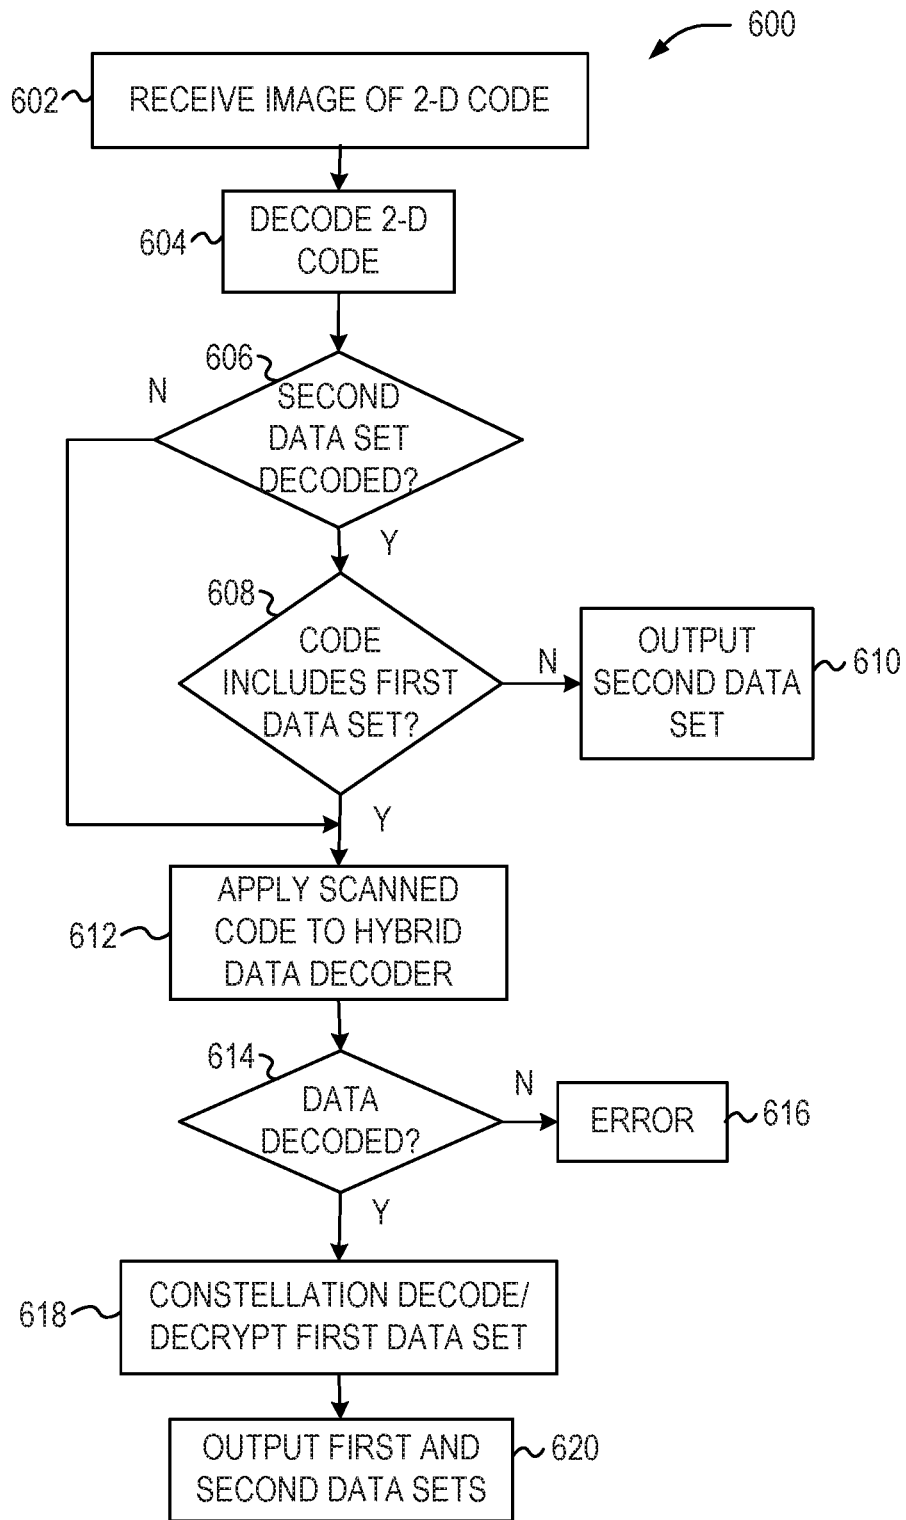 600
602
RECEIVE IMAGE OF 2-D CODE
604
DECODE 2-D
CODE
606
N
SECOND
DATA SET
DECODED?
Y
608
CODE
INCLUDES FIRST
DATA SET?
N
OUTPUT
SECOND DATA
SET
610
Y
612
APPLY SCANNED
CODE TO HYBRID
DATA DECODER
614
DATA
DECODED?
N
ERROR
616
Y
618
CONSTELLATION DECODE/
DECRYPT FIRST DATA SET
OUTPUT FIRST AND
SECOND DATA SETS
620